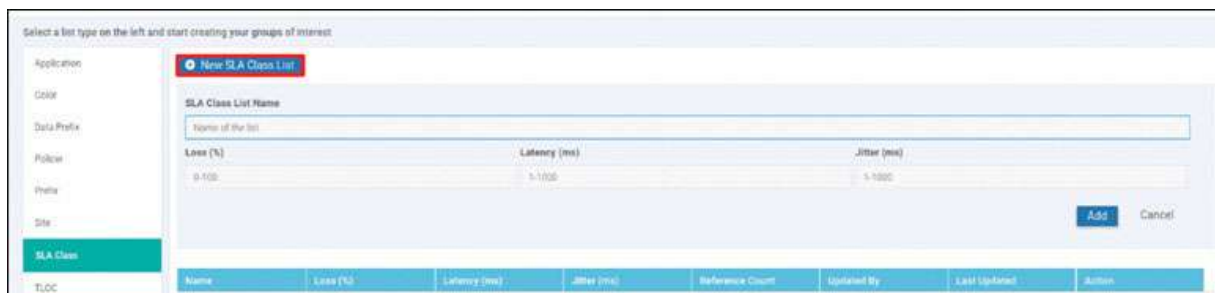 Select a list type on the left and start creating your groups of interest
Application
New SLA Class List
Color
SLA Class List Name
Data Prefix
Name of the list
Policer
Loss (%) Latency (ms) Jitter (ms)
0-100 1-1000 1-1000
Prefix
Site
Add Cancel
SLA Class
Name Loss (%) Latency (ms) Jitter (ms) Reference Count Updated By Last Updated Action
TLOC